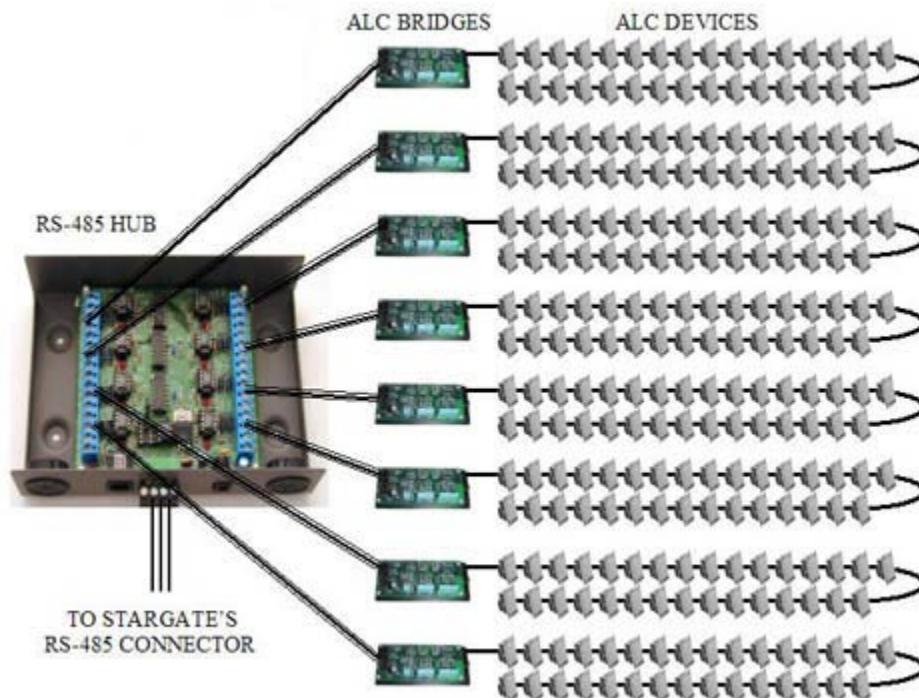 ALC BRIDGES
ALC DEVICES
RS-485 HUB
TO STARGATE'S
RS-485 CONNECTOR